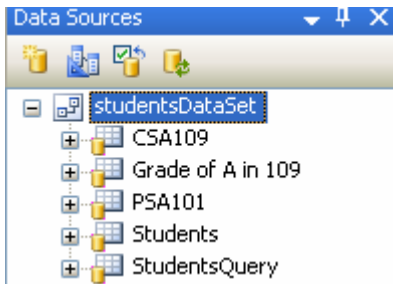 Data Sources
studentsDataSet
CSA109
Grade of A in 109
PSA101
Students
StudentsQuery